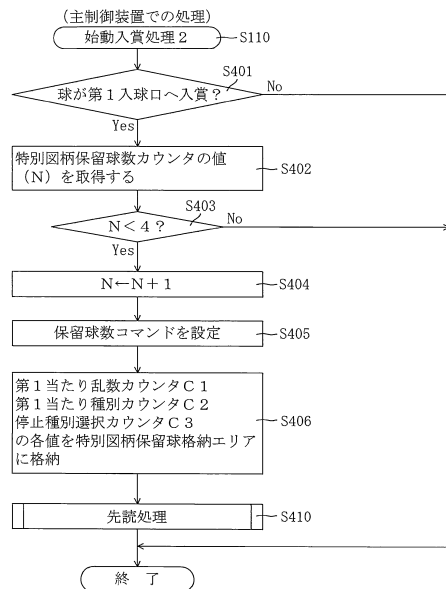 (主制御装置での処理)
始動入賞処理2
S110
S401
球が第1入球口へ入賞?
No
Yes
特別図柄保留球数カウンタの値
(N)を取得する
S402
S403
N<4?
No
Yes
N←N+1
S404
保留球数コマンドを設定
S405
第1当たり乱数カウンタC1
第1当たり種別カウンタC2
停止種別選択カウンタC3
の各値を特別図柄保留球格納エリア
に格納
S406
先読処理
S410
終 了